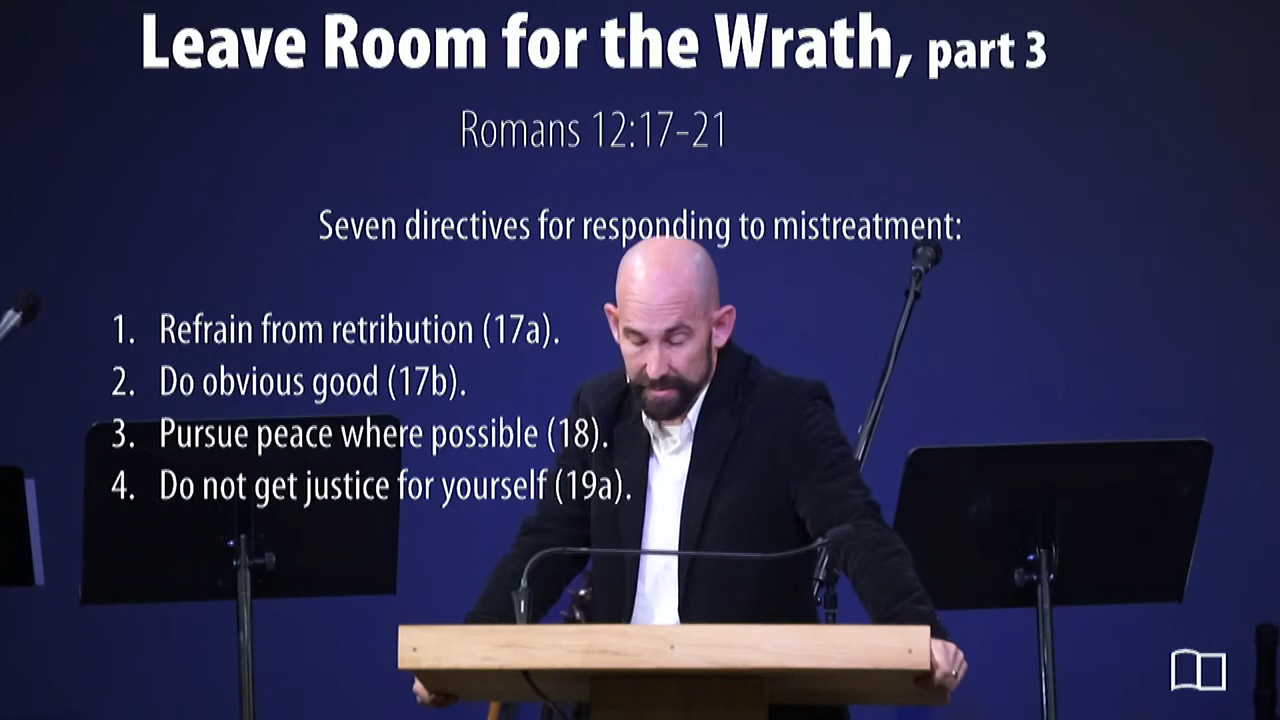 Leave Room for the Wrath, part 3
Romans 12:17-21
Seven directives for responding to mistreatment:
1. Refrain from retribution (17a).
2. Do obvious good (17b).
3. Pursue peace where possible (18).
4. Do not get justice for yourself (19a).